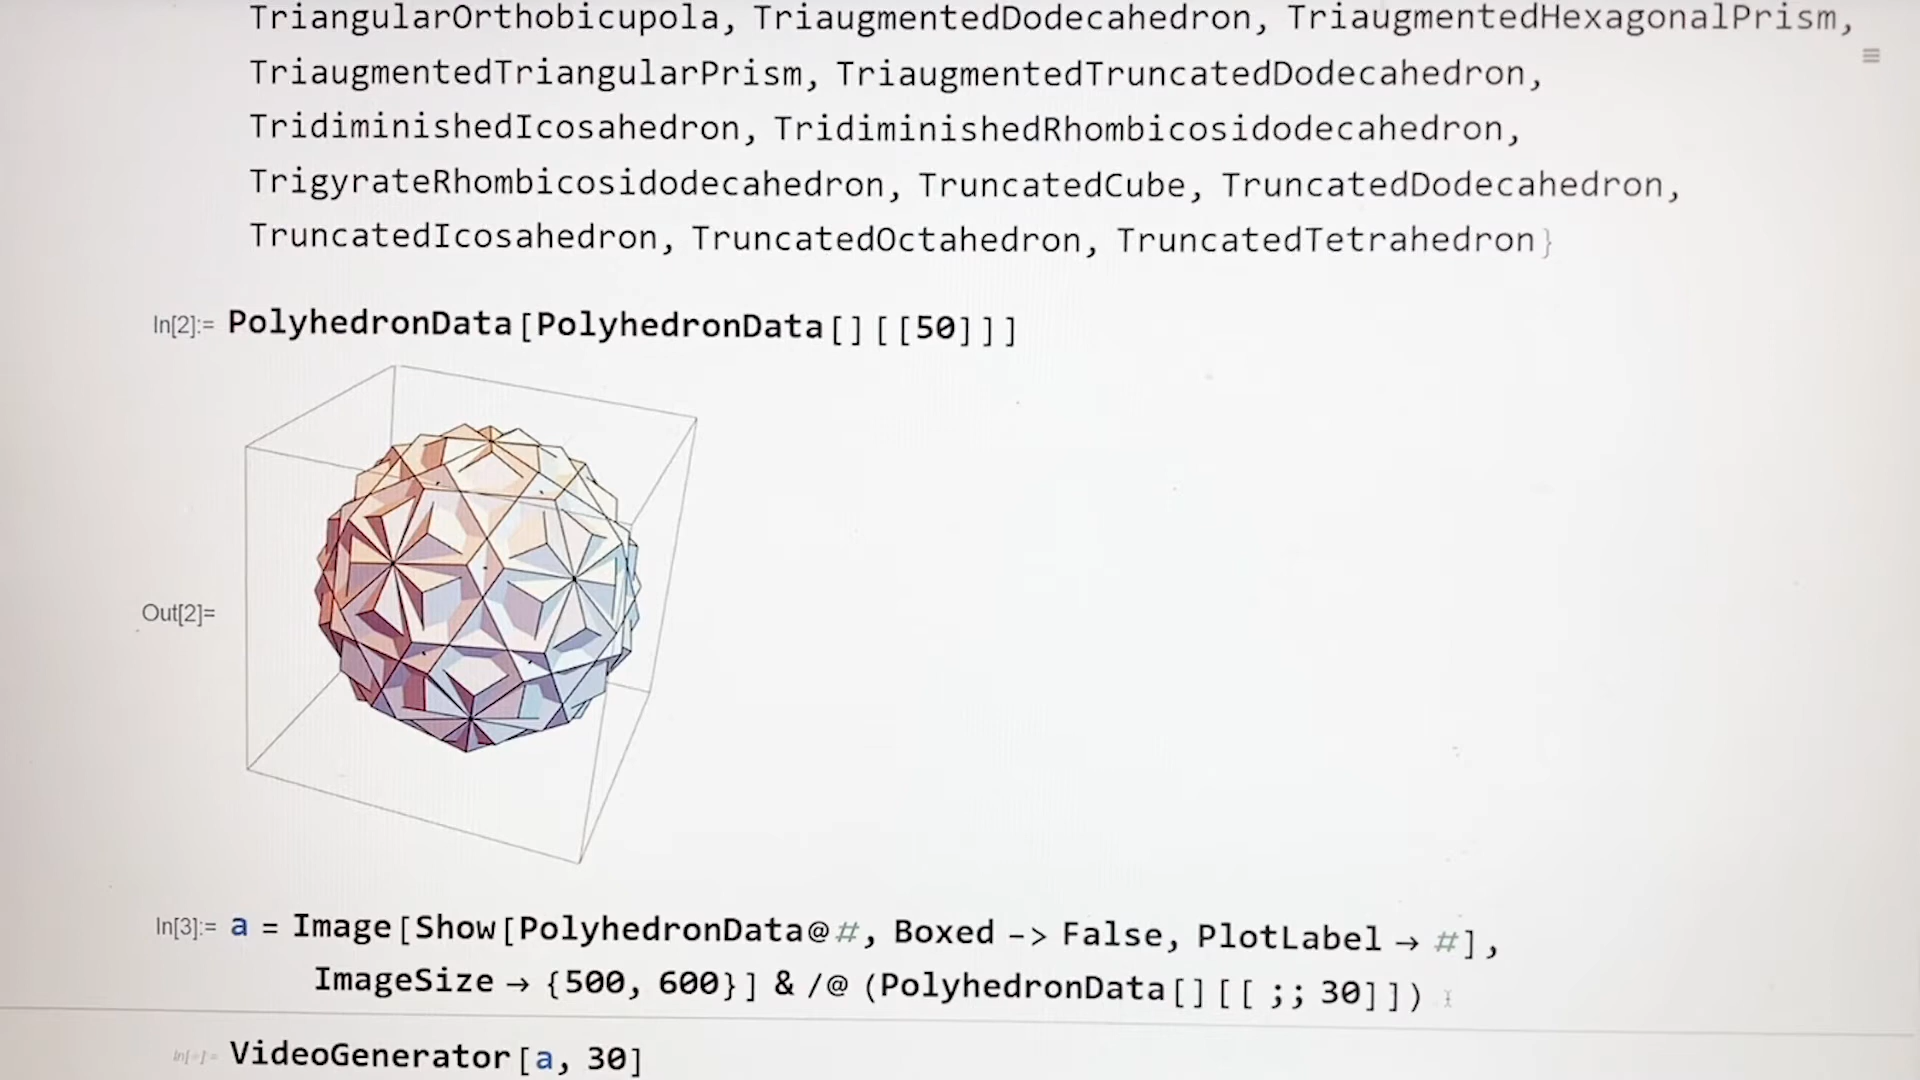 TriangularOrthobicupola, TriaugmentedDodecahedron, TriaugmentedHexagonalPrism,
TriaugmentedTriangularPrism, TriaugmentedTruncatedDodecahedron,
TridiminishedIcosahedron, TridiminishedRhombicosidodecahedron,
TrigyrateRhombicosidodecahedron, TruncatedCube, TruncatedDodecahedron,
TruncatedIcosahedron, TruncatedOctahedron, TruncatedTetrahedron}
In[2]:= PolyhedronData[PolyhedronData[][[50]]]
Out[2]=
In[3]:= a = Image[Show[PolyhedronData@#, Boxed -> False, PlotLabel → #],
ImageSize → {500, 600}] & /@ (PolyhedronData[][[ ;; 30]])
In[◦]:= VideoGenerator[a, 30]